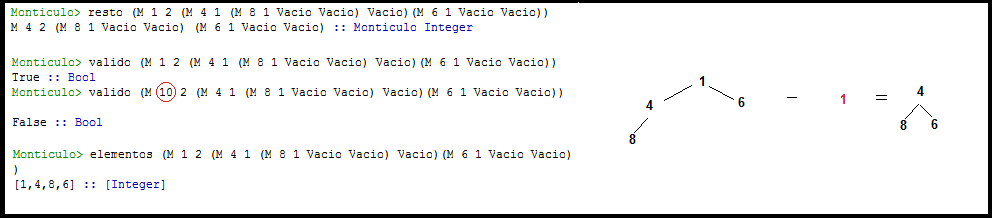 Monticulo> resto (M 1 2 (M 4 1 (M 8 1 Vacio Vacio) Vacio)(M 6 1 Vacio Vacio))
M 4 2 (M 8 1 Vacio Vacio) (M 6 1 Vacio Vacio) :: Monticulo Integer
Monticulo> valido (M 1 2 (M 4 1 (M 8 1 Vacio Vacio) Vacio)(M 6 1 Vacio Vacio))
True :: Bool
Monticulo> valido (M 10 2 (M 4 1 (M 8 1 Vacio Vacio) Vacio)(M 6 1 Vacio Vacio))
False :: Bool
Monticulo> elementos (M 1 2 (M 4 1 (M 8 1 Vacio Vacio) Vacio)(M 6 1 Vacio Vacio)
)
[1,4,8,6] :: [Integer]
1
4 6
8
− 1 =
4
8 6